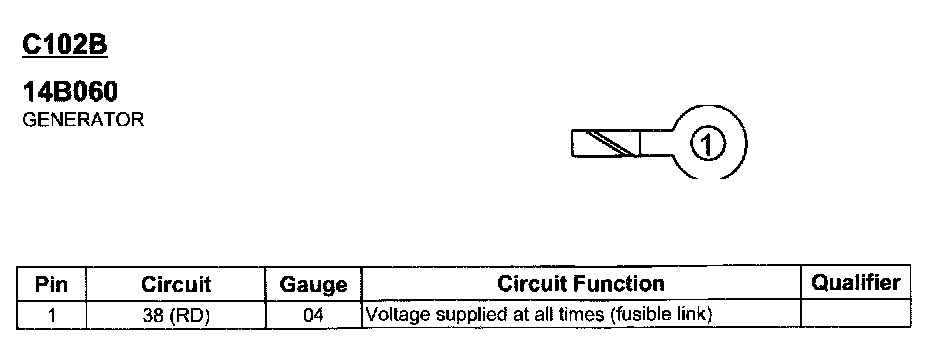 C102B
14B060
GENERATOR
1
Pin Circuit Gauge Circuit Function Qualifier
1 38 (RD) 04 Voltage supplied at all times (fusible link)